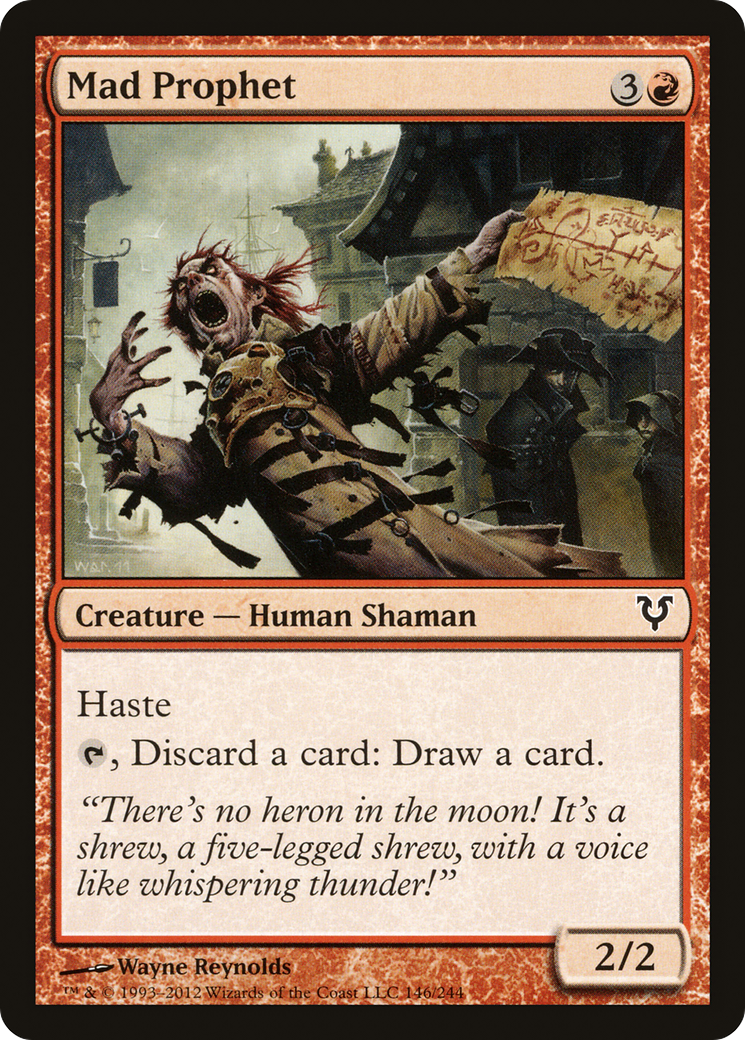 Mad Prophet 3
WAR. 11
Creature — Human Shaman
Haste
, Discard a card: Draw a card.
“There’s no heron in the moon! It’s a
shrew, a five-legged shrew, with a voice
like whispering thunder!”
2/2
Wayne Reynolds
™ & © 1993–2012 Wizards of the Coast LLC 146/244